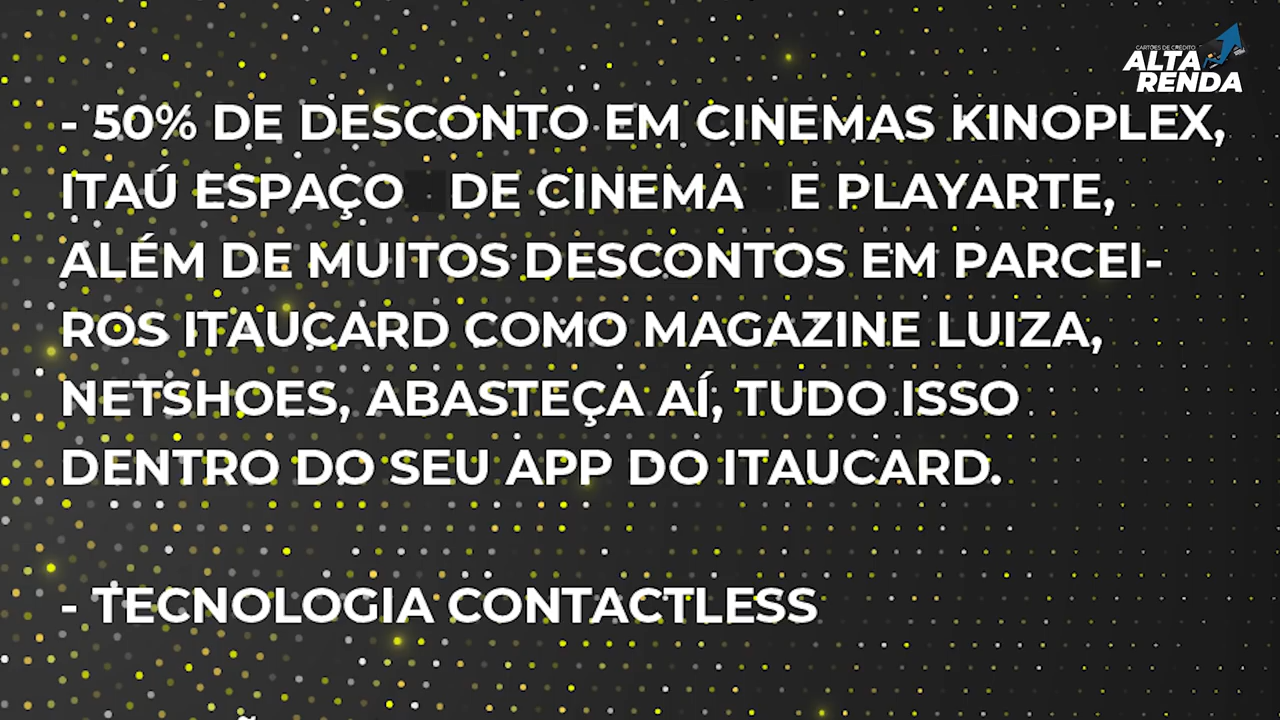 CARTÕES DE CRÉDITO
ALTA
RENDA
- 50% DE DESCONTO EM CINEMAS KINOPLEX,
ITAÚ ESPAÇO DE CINEMA E PLAYARTE,
ALÉM DE MUITOS DESCONTOS EM PARCEI-
ROS ITAUCARD COMO MAGAZINE LUIZA,
NETSHOES, ABASTEÇA AÍ, TUDO ISSO
DENTRO DO SEU APP DO ITAUCARD.
- TECNOLOGIA CONTACTLESS